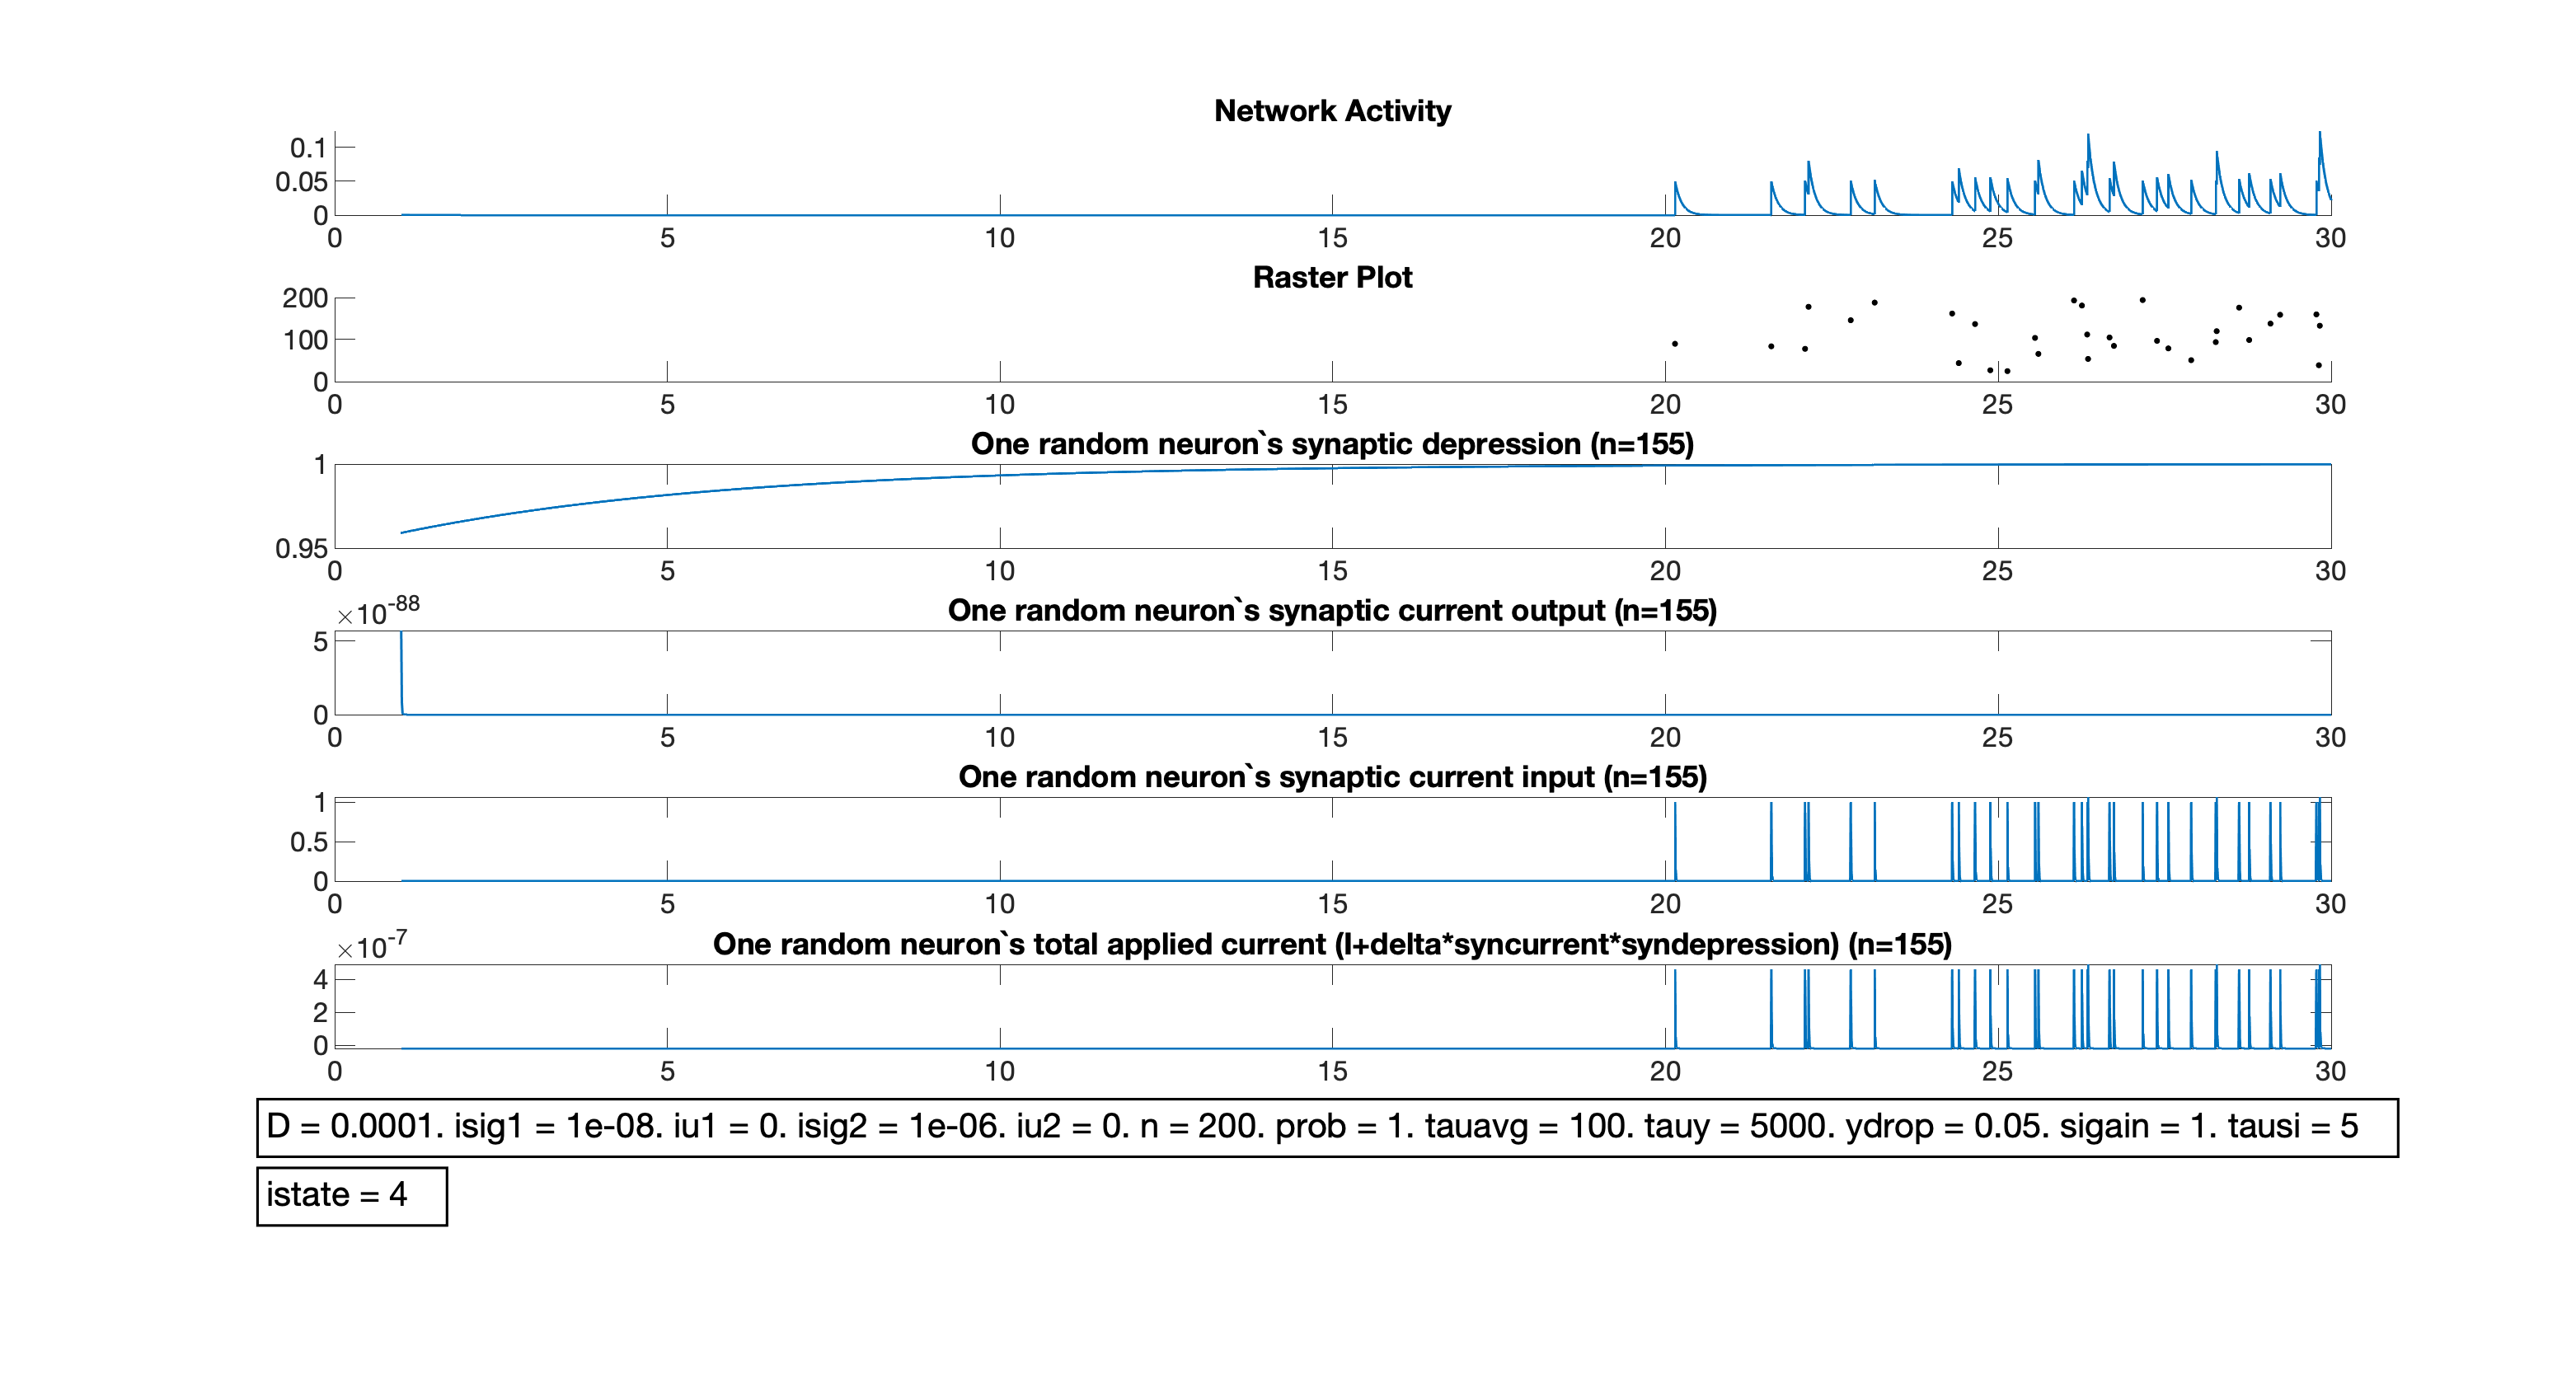 Network Activity
0.1
0.05
0
0 5 10 15 20 25 30
Raster Plot
200
100
0
0 5 10 15 20 25 30
One random neuron`s synaptic depression (n=155)
1
0.95
0 5 10 15 20 25 30
×10-88
One random neuron`s synaptic current output (n=155)
5
0
0 5 10 15 20 25 30
One random neuron`s synaptic current input (n=155)
1
0.5
0
0 5 10 15 20 25 30
×10-7
One random neuron`s total applied current (I+delta*syncurrent*syndepression) (n=155)
4
2
0
0 5 10 15 20 25 30
D = 0.0001. isig1 = 1e-08. iu1 = 0. isig2 = 1e-06. iu2 = 0. n = 200. prob = 1. tauavg = 100. tauy = 5000. ydrop = 0.05. sigain = 1. tausi = 5
istate = 4